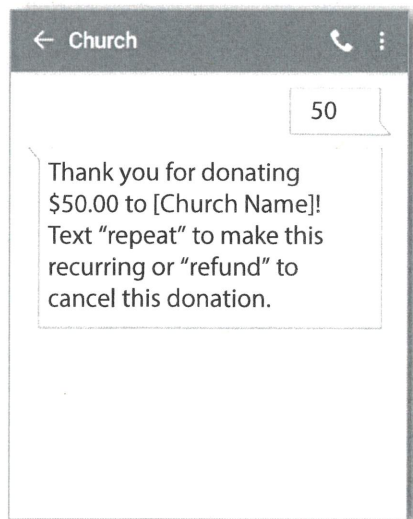 ← Church
50
Thank you for donating
$50.00 to [Church Name]!
Text “repeat” to make this
recurring or “refund” to
cancel this donation.